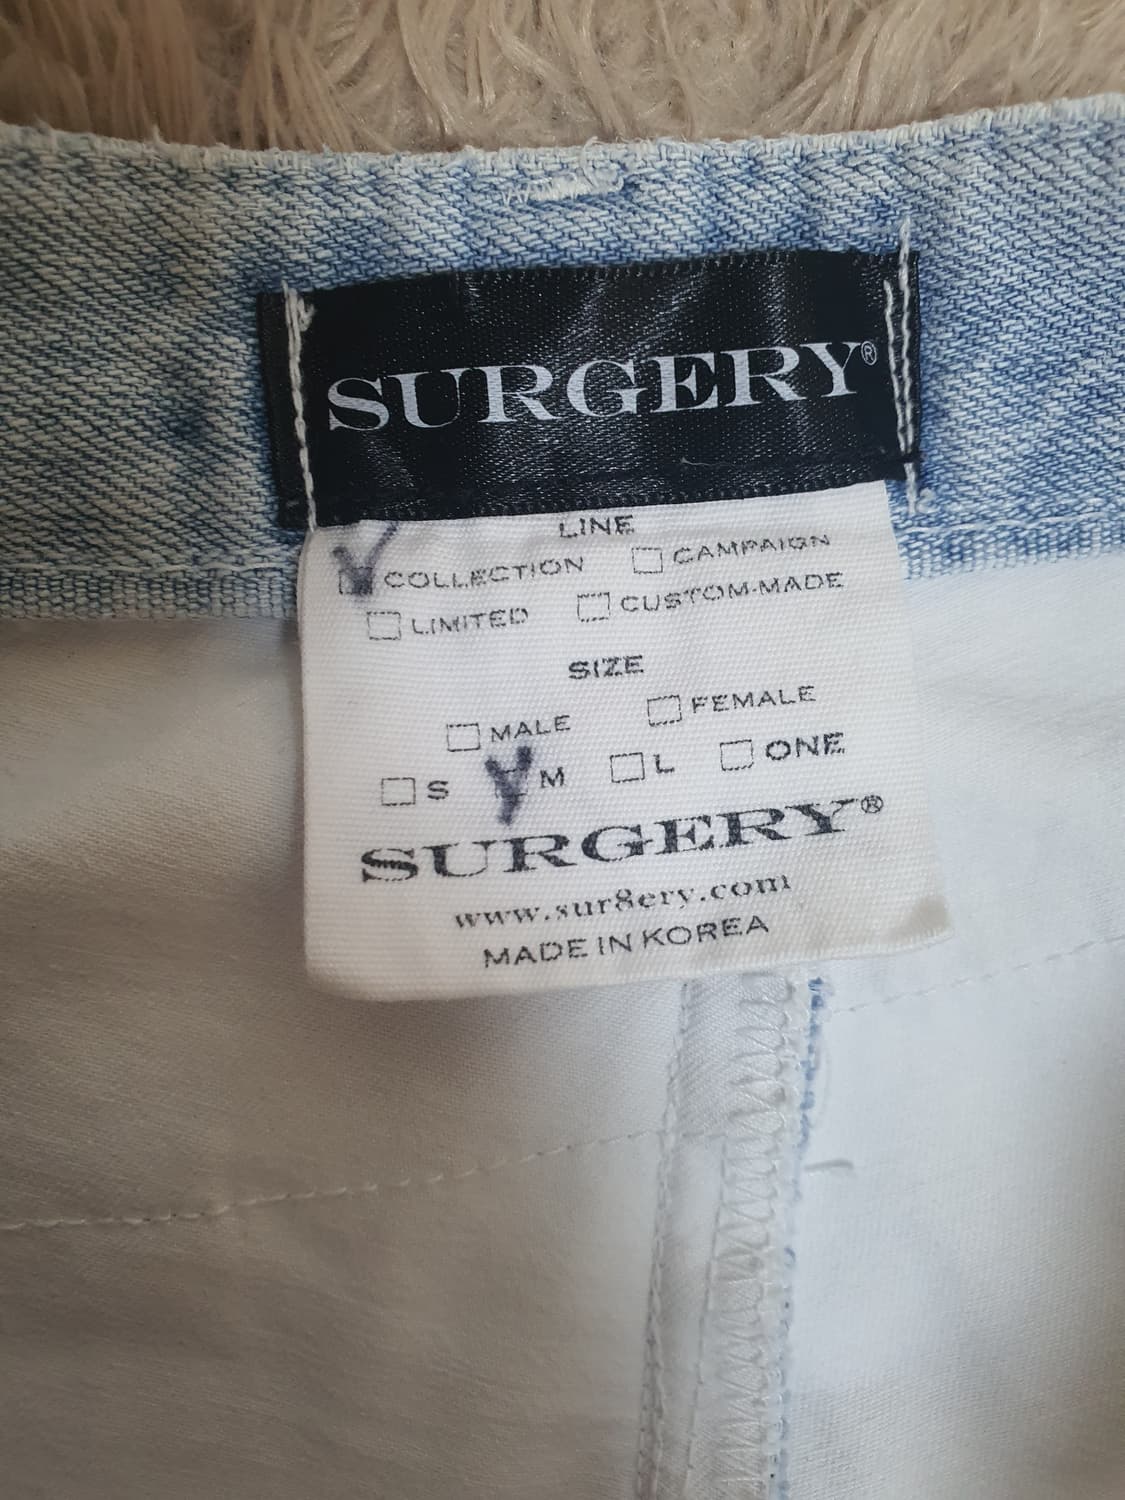 SURGERY®
LINE
COLLECTION CAMPAIGN
LIMITED CUSTOM-MADE
SIZE
MALE FEMALE
S M L ONE
SURGERY®
www.sur8ery.com
MADE IN KOREA